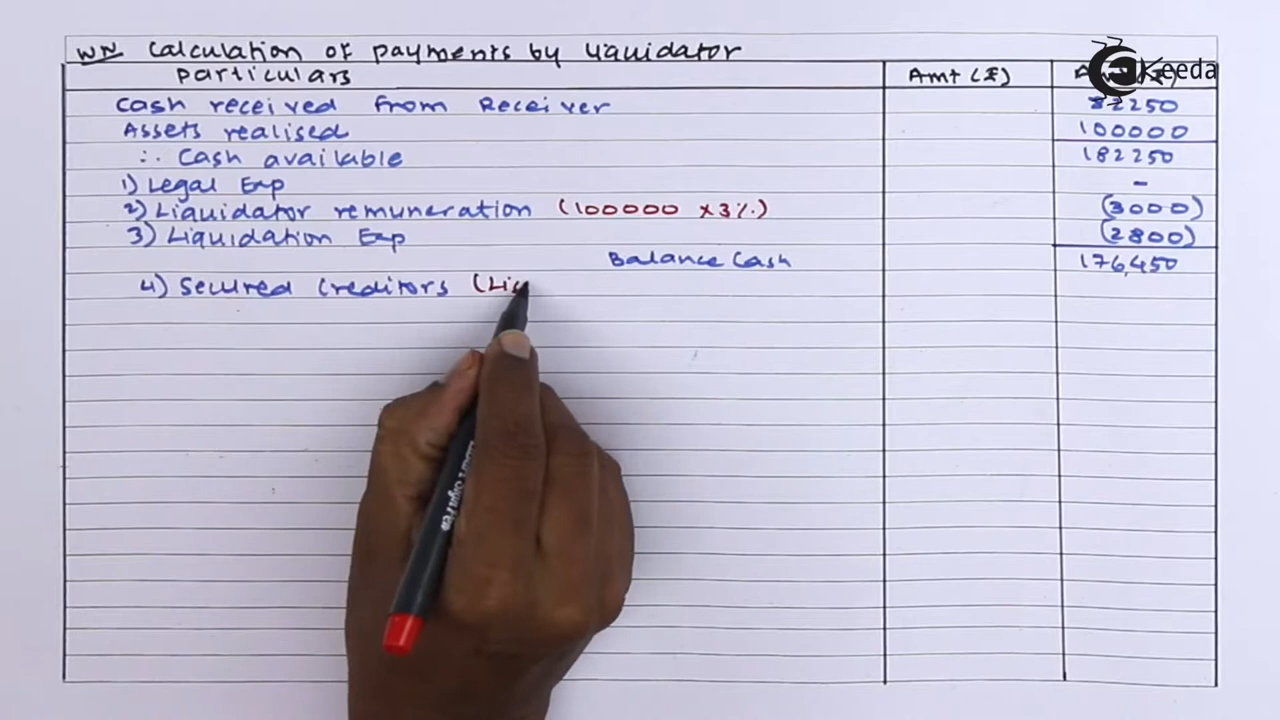 WN Calculation of payments by liquidator
particulars Amt (₹)
Cash received from Receiver 82250
Assets realised 100000
∴ Cash available 182250
1) Legal Exp -
2) Liquidator remuneration (100000 x 3%) (3000)
3) Liquidation Exp (2800)
Balance Cash 176,450
4) Secured Creditors (Liq
Keeda